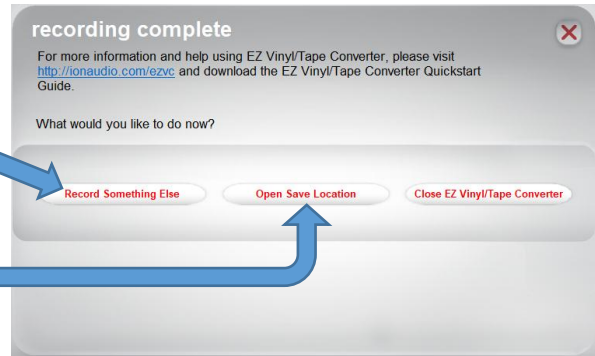 recording complete
For more information and help using EZ Vinyl/Tape Converter, please visit
http://ionaudio.com/ezvc and download the EZ Vinyl/Tape Converter Quickstart
Guide.
What would you like to do now?
Record Something Else
Open Save Location
Close EZ Vinyl/Tape Converter